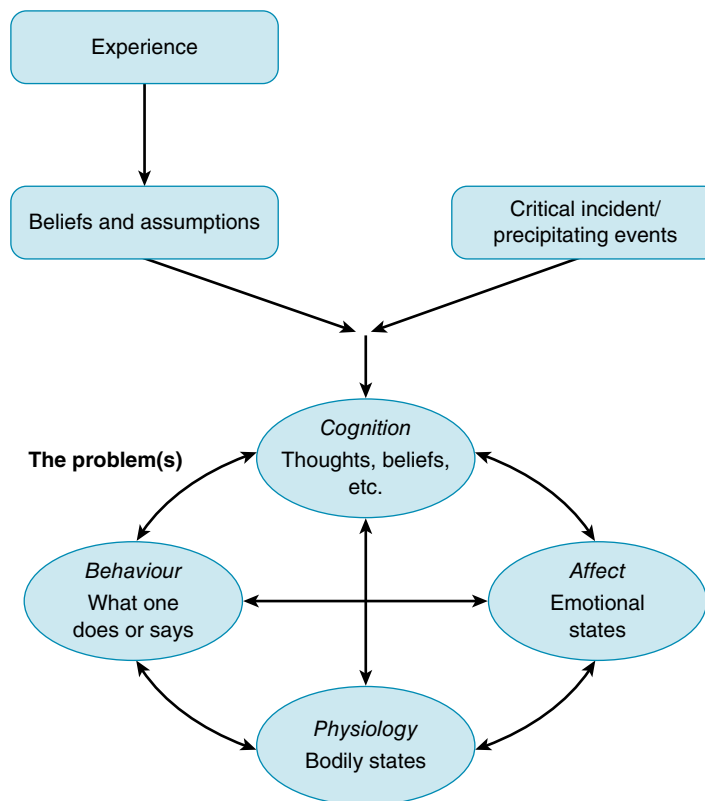 Experience
Beliefs and assumptions
Critical incident/
precipitating events
The problem(s)
Cognition
Thoughts, beliefs,
etc.
Behaviour
What one
does or says
Affect
Emotional
states
Physiology
Bodily states